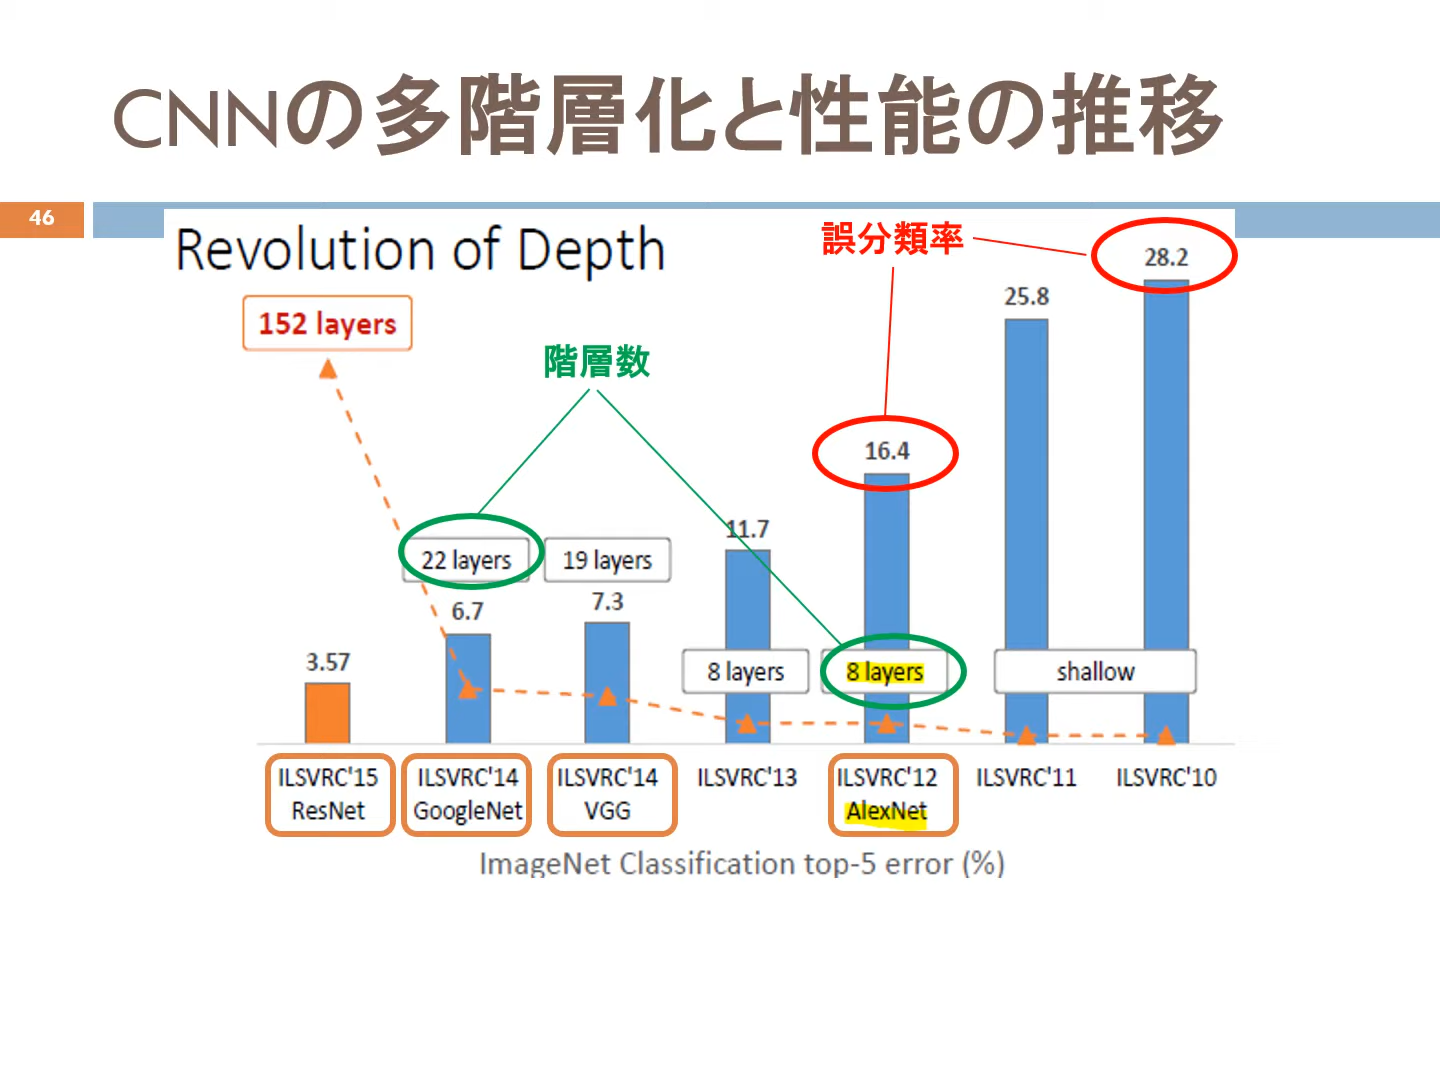 CNNの多階層化と性能の推移
46
Revolution of Depth
誤分類率
28.2
25.8
152 layers
階層数
16.4
11.7
22 layers
19 layers
6.7
7.3
3.57
8 layers
8 layers
shallow
ILSVRC'15
ResNet
ILSVRC'14
GoogleNet
ILSVRC'14
VGG
ILSVRC'13
ILSVRC'12
AlexNet
ILSVRC'11
ILSVRC'10
ImageNet Classification top-5 error (%)